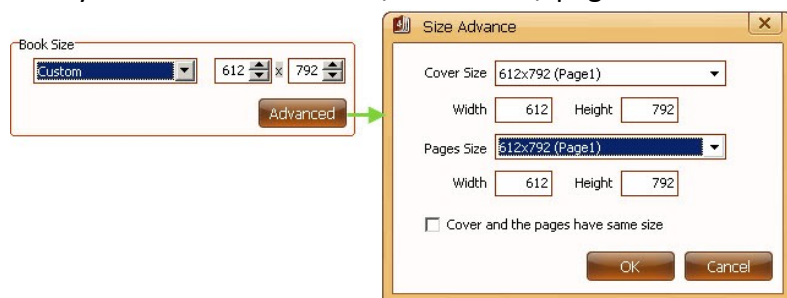 Book Size
Custom 612 x 792
Advanced
Size Advance
Cover Size 612x792 (Page1)
Width 612 Height 792
Pages Size 612x792 (Page1)
Width 612 Height 792
Cover and the pages have same size
OK Cancel